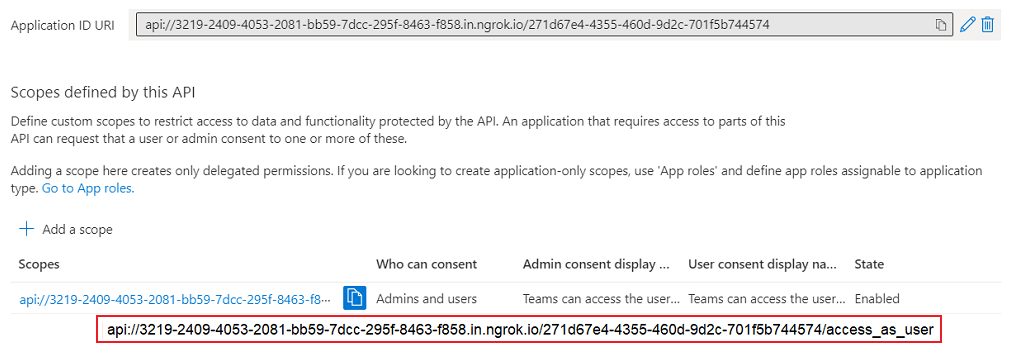 Application ID URI api://3219-2409-4053-2081-bb59-7dcc-295f-8463-f858.in.ngrok.io/271d67e4-4355-460d-9d2c-701f5b744574
Scopes defined by this API
Define custom scopes to restrict access to data and functionality protected by the API. An application that requires access to parts of this
API can request that a user or admin consent to one or more of these.
Adding a scope here creates only delegated permissions. If you are looking to create application-only scopes, use 'App roles' and define app roles assignable to application
type. Go to App roles.
Add a scope
Scopes Who can consent Admin consent display ... User consent display na... State
api://3219-2409-4053-2081-bb59-7dcc-295f-8463-f8... Admins and users Teams can access the user... Teams can access the user... Enabled
api://3219-2409-4053-2081-bb59-7dcc-295f-8463-f858.in.ngrok.io/271d67e4-4355-460d-9d2c-701f5b744574/access_as_user